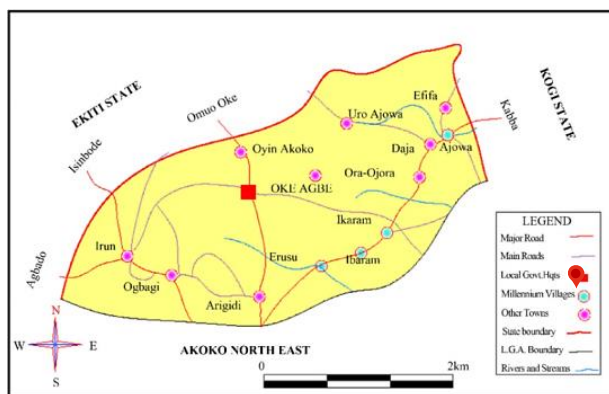 EKITI STATE
KOGI STATE
Omuo Oke
Isinbode
Efifa
Uro Ajowa
Kabba
Oyin Akoko
Daja
Ajowa
OKE AGBE
Ora-Ojora
Ikaram
Irun
Erusu
Ibaram
Agbado
Ogbagi
Arigidi
N
W
E
S
AKOKO NORTH EAST
0
2km
LEGEND
Major Road
Main Roads
Local Govt.Hqts
Millennium Villages
Other Towns
State boundary
L.G.A. Boundary
Rivers and Streams